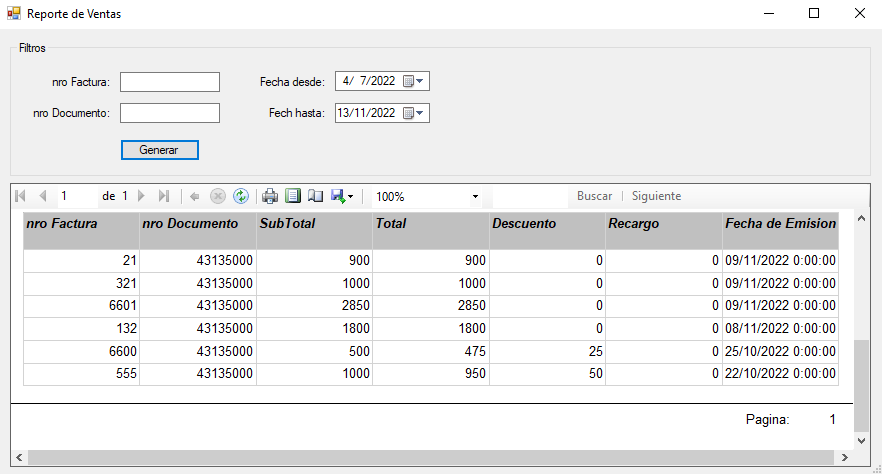 Reporte de Ventas
Filtros
nro Factura: Fecha desde: 4/ 7/2022
nro Documento: Fech hasta: 13/11/2022
Generar
1 de 1 100% Buscar | Siguiente
nro Factura nro Documento SubTotal Total Descuento Recargo Fecha de Emision
21 43135000 900 900 0 0 09/11/2022 0:00:00
321 43135000 1000 1000 0 0 09/11/2022 0:00:00
6601 43135000 2850 2850 0 0 09/11/2022 0:00:00
132 43135000 1800 1800 0 0 08/11/2022 0:00:00
6600 43135000 500 475 25 0 25/10/2022 0:00:00
555 43135000 1000 950 50 0 22/10/2022 0:00:00
Pagina: 1